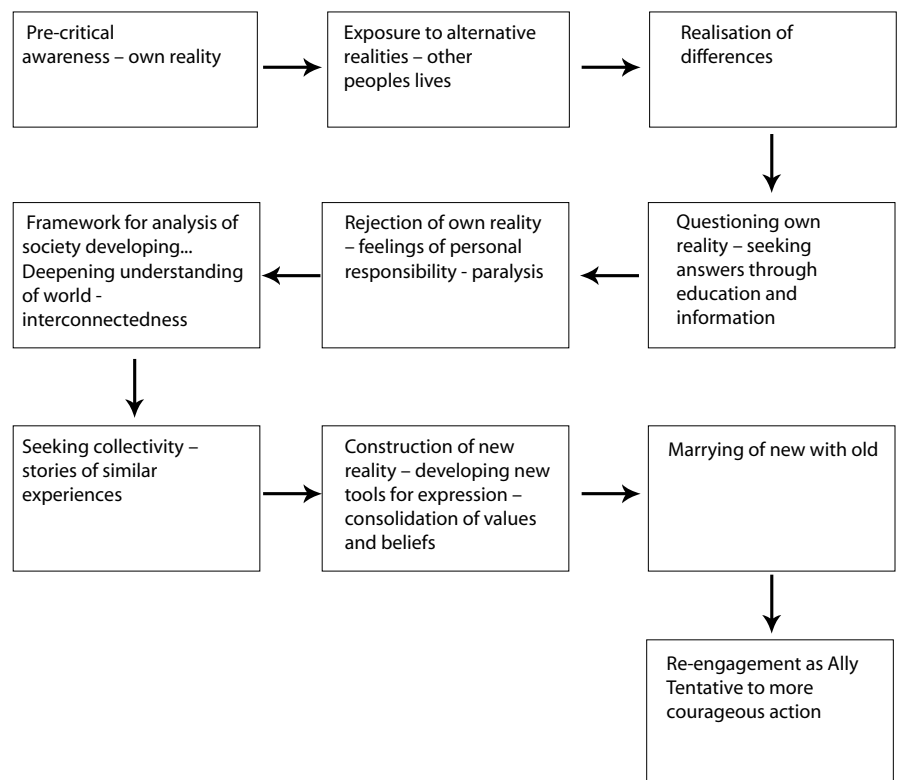 Pre-critical
awareness – own reality
Exposure to alternative
realities – other
peoples lives
Realisation of
differences
Questioning own
reality – seeking
answers through
education and
information
Rejection of own reality
– feelings of personal
responsibility - paralysis
Framework for analysis of
society developing...
Deepening understanding
of world -
interconnectedness
Seeking collectivity –
stories of similar
experiences
Construction of new
reality – developing new
tools for expression –
consolidation of values
and beliefs
Marrying of new with old
Re-engagement as Ally
Tentative to more
courageous action